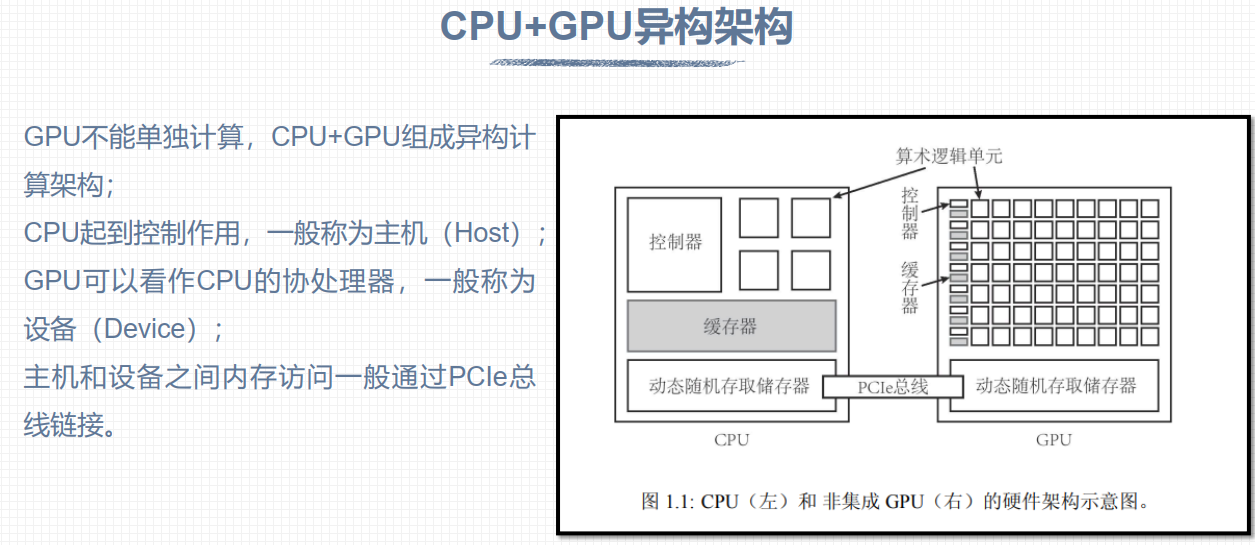 CPU+GPU异构架构
GPU不能单独计算，CPU+GPU组成异构计
算架构；
CPU起到控制作用，一般称为主机（Host）；
GPU可以看作CPU的协处理器，一般称为
设备（Device）；
主机和设备之间内存访问一般通过PCIe总
线链接。
算术逻辑单元
控制器
控制器
缓存器
缓存器
动态随机存取储存器
PCIe总线
动态随机存取储存器
CPU
GPU
图 1.1: CPU（左）和 非集成 GPU（右）的硬件架构示意图。